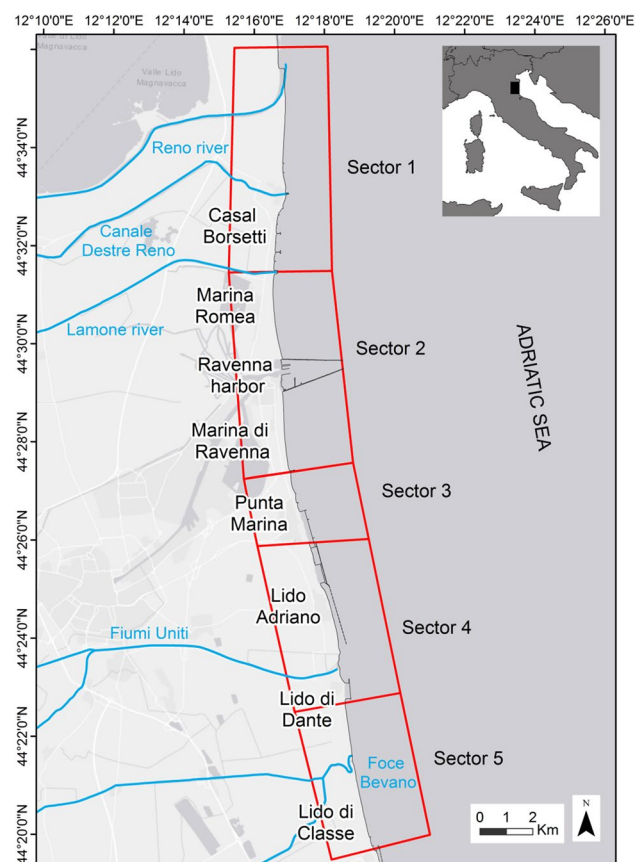 12°10'0"E 12°12'0"E 12°14'0"E 12°16'0"E 12°18'0"E 12°20'0"E 12°22'0"E 12°24'0"E 12°26'0"E
Magnavacca
Valle Lido
Magnavacca
44°34'0"N
Reno river
Sector 1
Casal
Borsetti
Canale
Destre Reno
44°32'0"N
Marina
Romea
Lamone river
44°30'0"N
Sector 2
ADRIATIC SEA
Ravenna
harbor
Marina di
Ravenna
44°28'0"N
Sector 3
Punta
Marina
44°26'0"N
Lido
Adriano
Sector 4
Fiumi Uniti
44°24'0"N
Lido di
Dante
44°22'0"N
Foce
Bevano
Sector 5
Lido di
Classe
44°20'0"N
N
0 1 2
Km